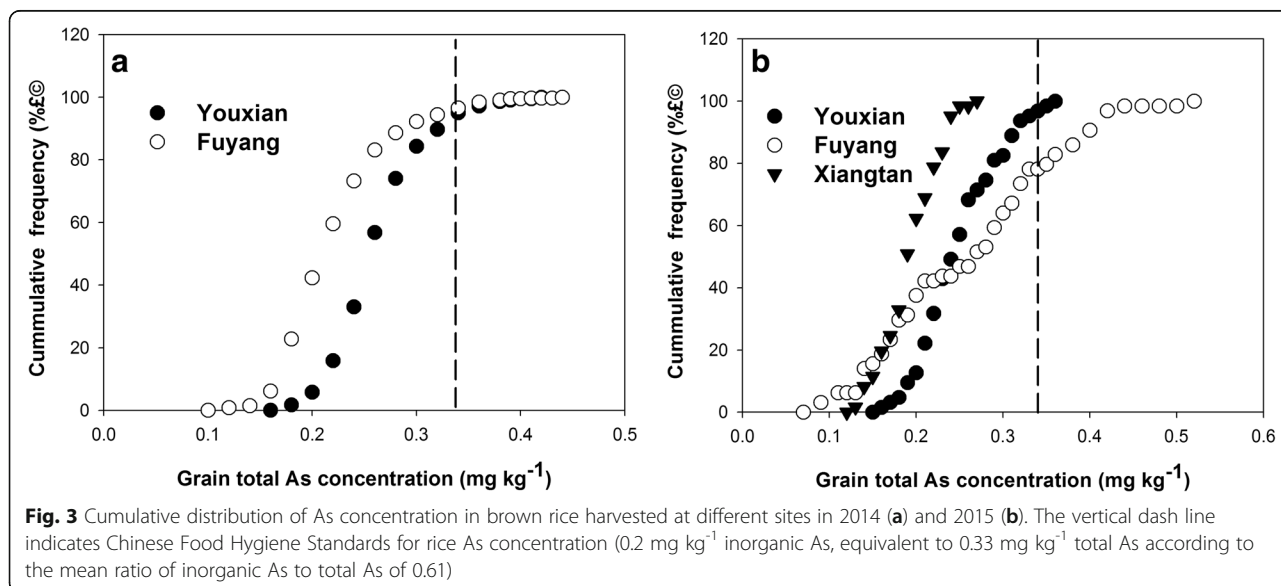 a
Youxian
Fuyang
Cummulative frequency (%£©
120
100
80
60
40
20
0
0.0 0.1 0.2 0.3 0.4 0.5
Grain total As concentration (mg kg-1)
b
Youxian
Fuyang
Xiangtan
Cummulative frequency (%£©
120
100
80
60
40
20
0
0.0 0.1 0.2 0.3 0.4 0.5 0.6
Grain total As concentration (mg kg-1)
Fig. 3 Cumulative distribution of As concentration in brown rice harvested at different sites in 2014 (a) and 2015 (b). The vertical dash line
indicates Chinese Food Hygiene Standards for rice As concentration (0.2 mg kg-1 inorganic As, equivalent to 0.33 mg kg-1 total As according to
the mean ratio of inorganic As to total As of 0.61)